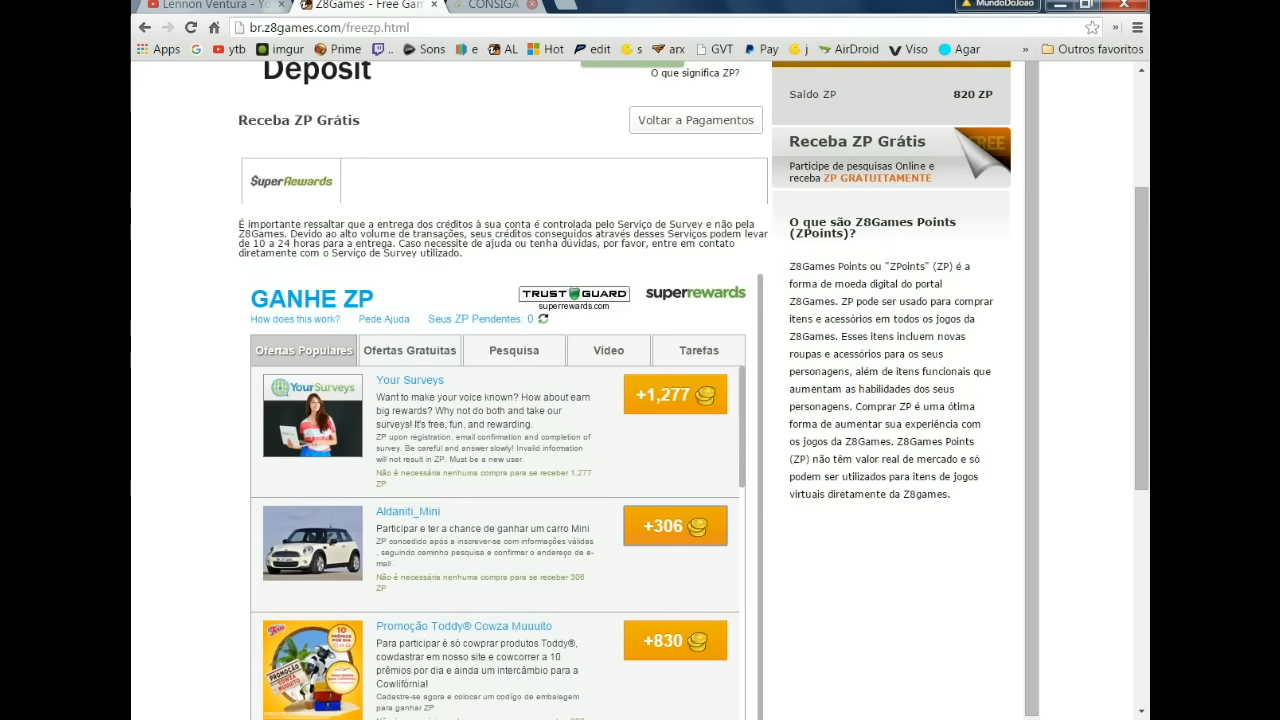 Lennon Ventura - Yo
Z8Games - Free Gam
CONSIGA
MundoDoJoao
br.z8games.com/freezp.html
Apps
ytb
imgur
Prime
Sons
e
AL
Hot
edit
s
arx
GVT
Pay
j
AirDroid
Viso
Agar
»
Outros favoritos
Deposit
O que significa ZP?
Receba ZP Grátis
Voltar a Pagamentos
$uperRewards
É importante ressaltar que a entrega dos créditos à sua conta é controlada pelo Serviço de Survey e não pela
Z8Games. Devido ao alto volume de transações, seus créditos conseguidos através desses Serviços podem levar
de 10 a 24 horas para a entrega. Caso necessite de ajuda ou tenha dúvidas, por favor, entre em contato
diretamente com o Serviço de Survey utilizado.
GANHE ZP
TRUST GUARD
superrewards.com
superrewards
How does this work?
Pede Ajuda
Seus ZP Pendentes: 0
Ofertas Populares
Ofertas Gratuitas
Pesquisa
Video
Tarefas
YourSurveys
Your Surveys
Want to make your voice known? How about earn
big rewards? Why not do both and take our
surveys! It's free, fun, and rewarding.
ZP upon registration, email confirmation and completion of
survey. Be careful and answer slowly! Invalid information
will not result in ZP. Must be a new user.
Não é necessária nenhuma compra para se receber 1,277
ZP
+1,277
Aldaniti_Mini
Participar e ter a chance de ganhar um carro Mini
ZP concedido após a inscrever-se com informações válidas
, seguindo caminho pesquisa e confirmar o endereço de e-
mail .
Não é necessária nenhuma compra para se receber 306
ZP
+306
Promoção Toddy® Cowza Muuuito
Para participar é só cowprar produtos Toddy®,
cowdastrar em nosso site e cowcorrer a 10
prêmios por dia e ainda um intercâmbio para a
Cowlifórnia!
Cadastre-se agora e colocar um codígo de embalagem
para ganhar ZP
+830
Saldo ZP
820 ZP
Receba ZP Grátis
FREE
Participe de pesquisas Online e
receba ZP GRATUITAMENTE
O que são Z8Games Points
(ZPoints)?
Z8Games Points ou "ZPoints" (ZP) é a
forma de moeda digital do portal
Z8Games. ZP pode ser usado para comprar
itens e acessórios em todos os jogos da
Z8Games. Esses itens incluem novas
roupas e acessórios para os seus
personagens, além de itens funcionais que
aumentam as habilidades dos seus
personagens. Comprar ZP é uma ótima
forma de aumentar sua experiência com
os jogos da Z8Games. Z8Games Points
(ZP) não têm valor real de mercado e só
podem ser utilizados para itens de jogos
virtuais diretamente da Z8games.